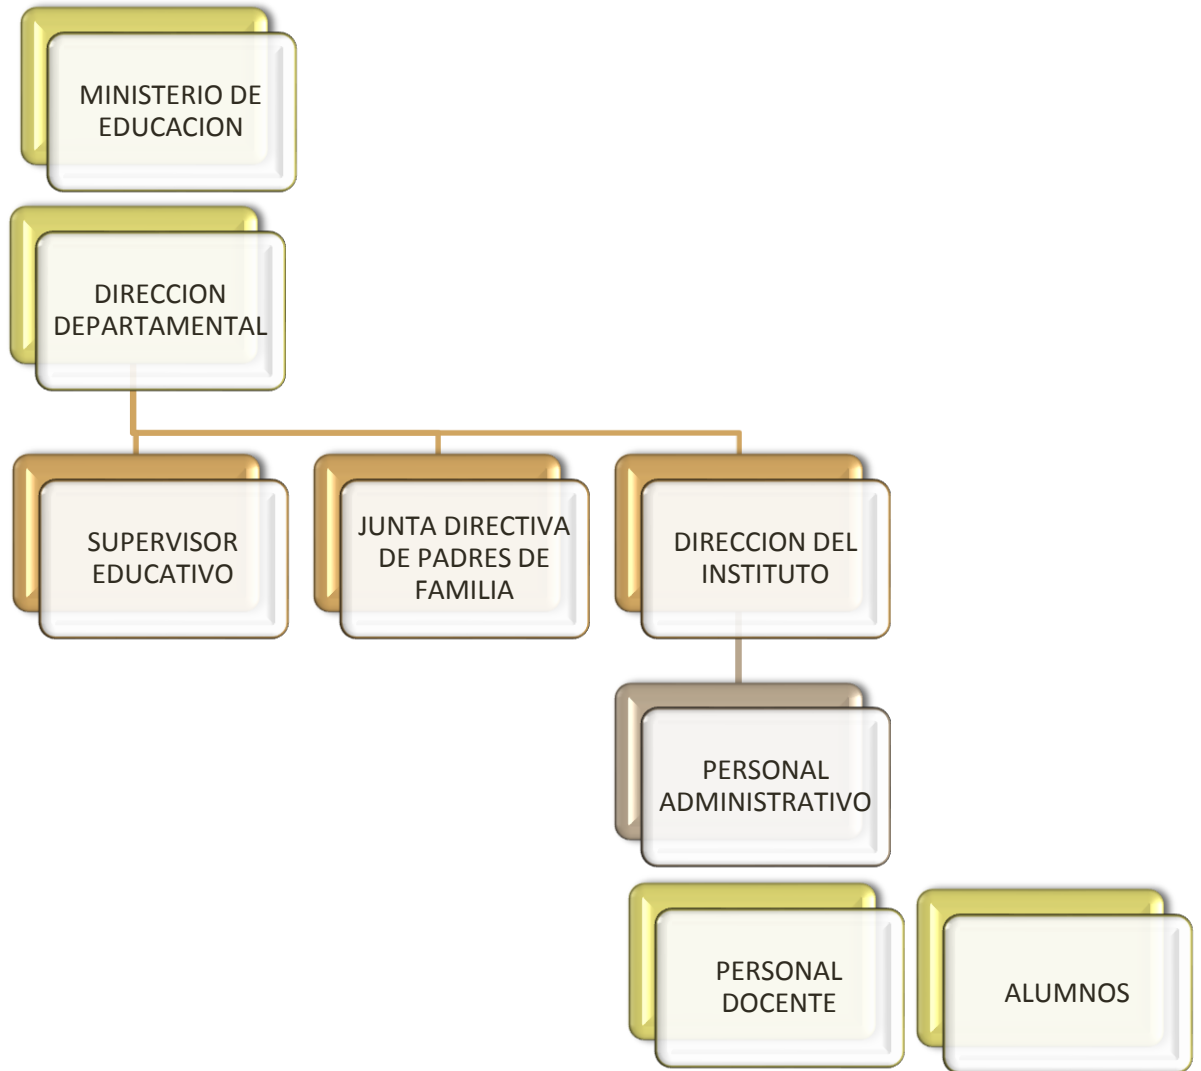 MINISTERIO DE
EDUCACION
DIRECCION
DEPARTAMENTAL
SUPERVISOR
EDUCATIVO
JUNTA DIRECTIVA
DE PADRES DE
FAMILIA
DIRECCION DEL
INSTITUTO
PERSONAL
ADMINISTRATIVO
PERSONAL
DOCENTE
ALUMNOS